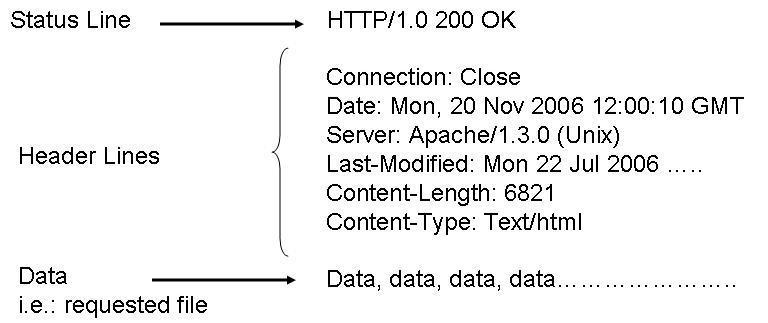 Status Line HTTP/1.0 200 OK
Connection: Close
Date: Mon, 20 Nov 2006 12:00:10 GMT
Server: Apache/1.3.0 (Unix)
Header Lines
Last-Modified: Mon 22 Jul 2006 …..
Content-Length: 6821
Content-Type: Text/html
Data Data, data, data, data…………………..
i.e.: requested file